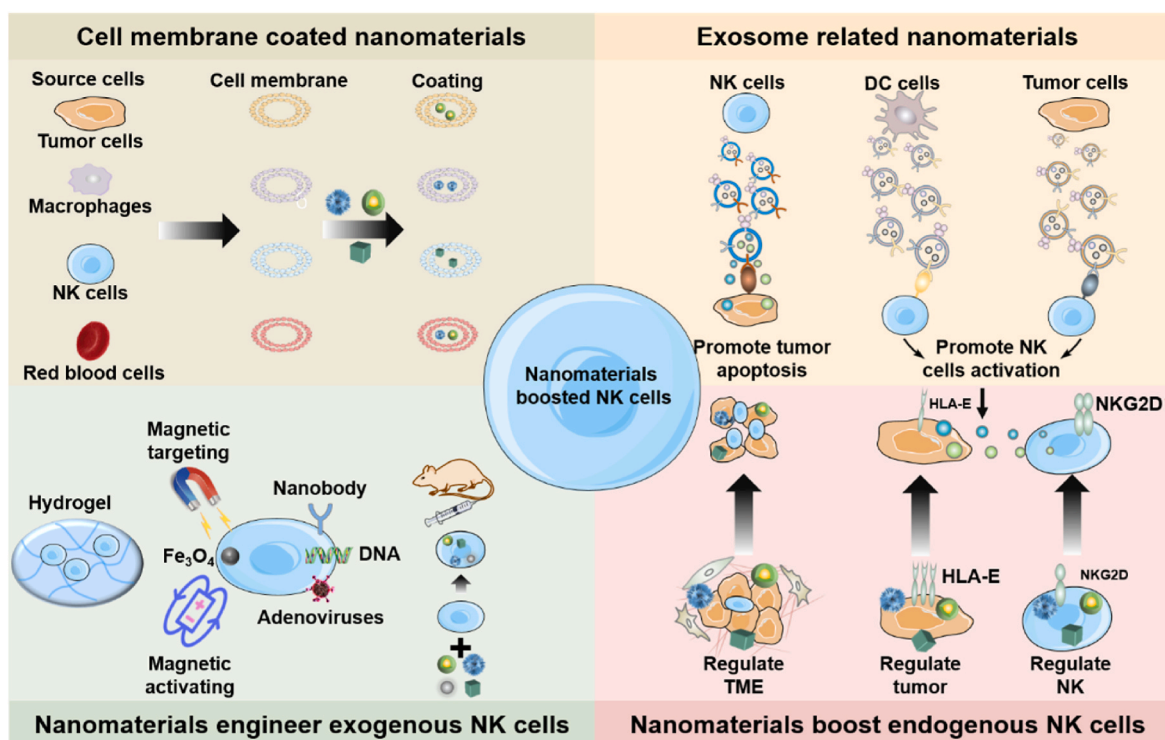 Cell membrane coated nanomaterials
Source cells
Cell membrane
Coating
Tumor cells
Macrophages
NK cells
Red blood cells
Exosome related nanomaterials
NK cells
DC cells
Tumor cells
Promote tumor
apoptosis
Promote NK
cells activation
Nanomaterials
boosted NK cells
Magnetic
targeting
Hydrogel
Nanobody
Fe₃O₄
DNA
Adenoviruses
Magnetic
activating
Nanomaterials engineer exogenous NK cells
HLA-E
NKG2D
HLA-E
NKG2D
Regulate
TME
Regulate
tumor
Regulate
NK
Nanomaterials boost endogenous NK cells